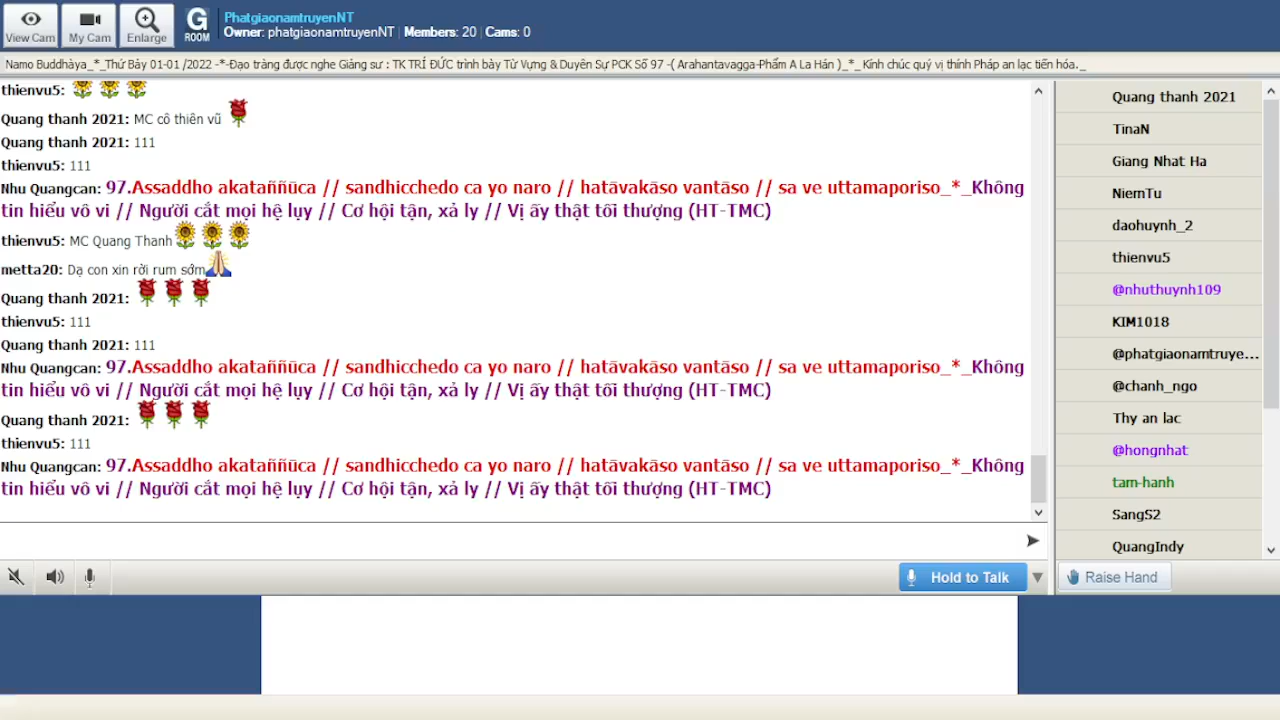 View Cam
My Cam
Enlarge
G
ROOM
PhatgiaonamtruyenNT
Owner: phatgiaonamtruyenNT | Members: 20 | Cams: 0
Namo Buddhàya_*_Thứ Bảy 01-01 /2022 -*-Đạo tràng được nghe Giảng sư : TK TRÍ ĐỨC trình bày Từ Vựng & Duyên Sự PCK Số 97 -( Arahantavagga-Phẩm A La Hán )_*_ Kính chúc quý vị thính Pháp an lạc tiến hóa._
thienvu5:
Quang thanh 2021: MC cô thiên vũ
Quang thanh 2021: 111
thienvu5: 111
Nhu Quangcan: 97.Assaddho akataññūca // sandhicchedo ca yo naro // hatāvakāso vantāso // sa ve uttamaporiso_*_Không
tin hiểu vô vi // Người cắt mọi hệ lụy // Cơ hội tận, xả ly // Vị ấy thật tối thượng (HT-TMC)
thienvu5: MC Quang Thanh
metta20: Dạ con xin rời rum sớm
Quang thanh 2021:
thienvu5: 111
Quang thanh 2021: 111
Nhu Quangcan: 97.Assaddho akataññūca // sandhicchedo ca yo naro // hatāvakāso vantāso // sa ve uttamaporiso_*_Không
tin hiểu vô vi // Người cắt mọi hệ lụy // Cơ hội tận, xả ly // Vị ấy thật tối thượng (HT-TMC)
Quang thanh 2021:
thienvu5: 111
Nhu Quangcan: 97.Assaddho akataññūca // sandhicchedo ca yo naro // hatāvakāso vantāso // sa ve uttamaporiso_*_Không
tin hiểu vô vi // Người cắt mọi hệ lụy // Cơ hội tận, xả ly // Vị ấy thật tối thượng (HT-TMC)
Quang thanh 2021
TinaN
Giang Nhat Ha
NiemTu
daohuynh_2
thienvu5
@nhuthuynh109
KIM1018
@phatgiaonamtruye...
@chanh_ngo
Thy an lac
@hongnhat
tam-hanh
SangS2
QuangIndy
Hold to Talk
Raise Hand